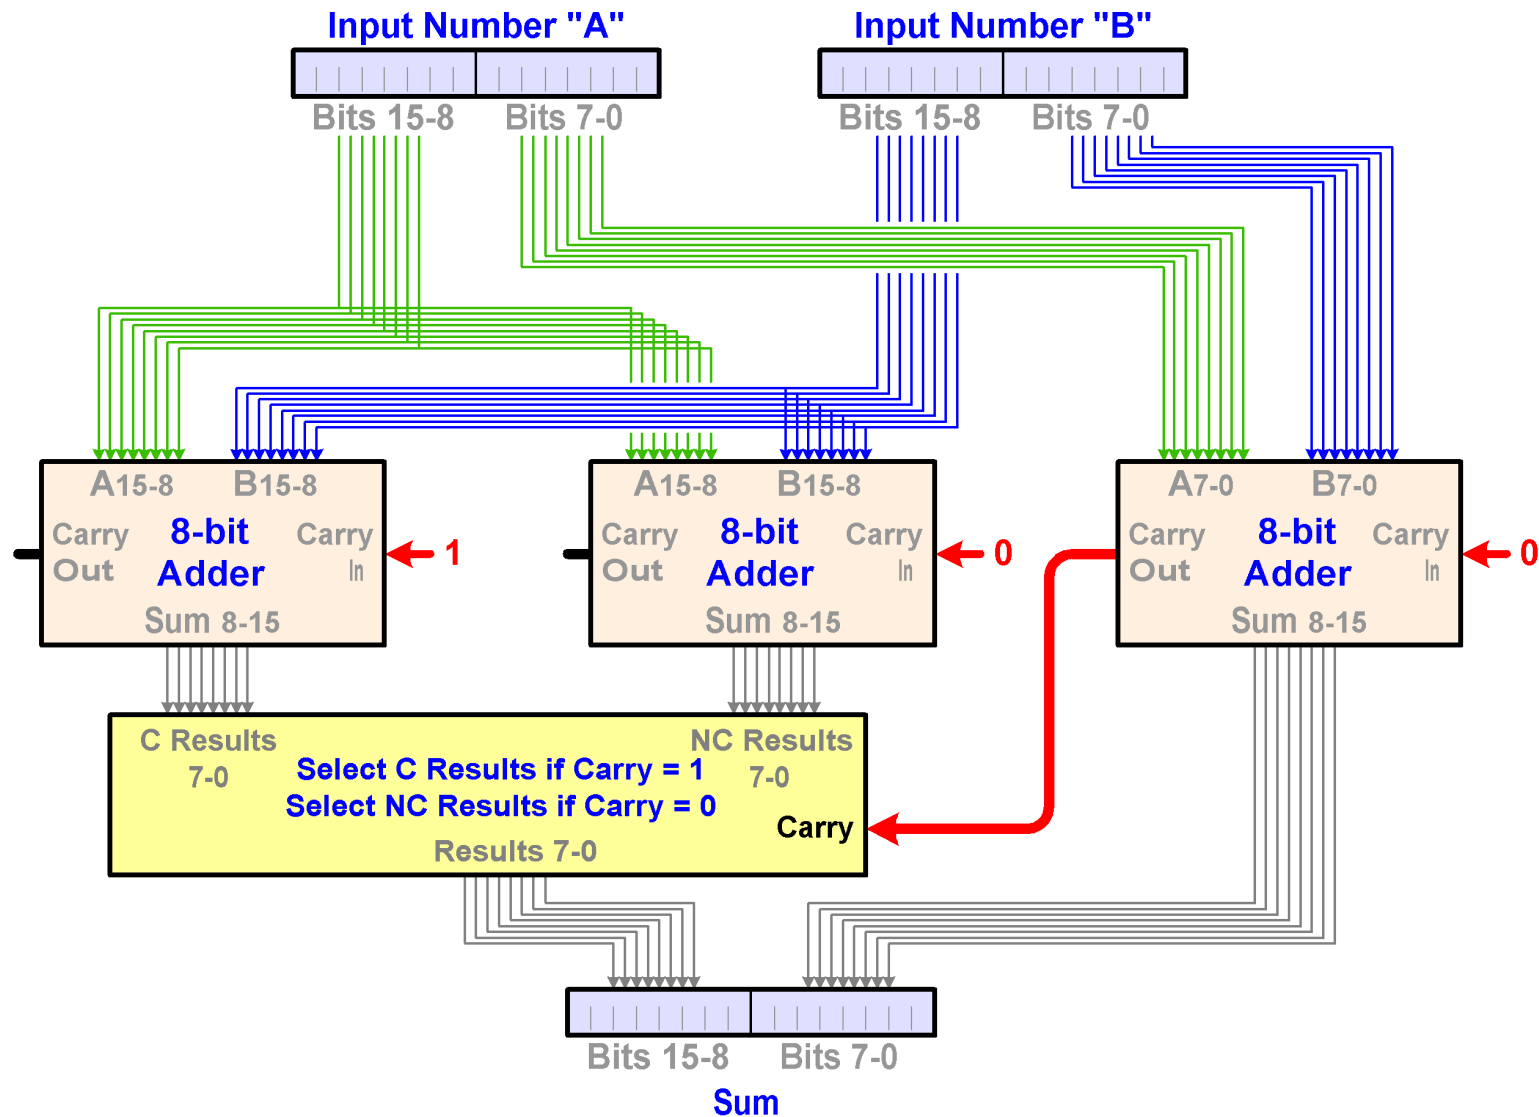 Input Number "A" Input Number "B"
Bits 15-8 Bits 7-0 Bits 15-8 Bits 7-0
A15-8 B15-8
Carry Out
8-bit Adder
Carry In
1
Sum 8-15
A15-8 B15-8
Carry Out
8-bit Adder
Carry In
0
Sum 8-15
A7-0 B7-0
Carry Out
8-bit Adder
Carry In
0
Sum 8-15
C Results
7-0
NC Results
7-0
Select C Results if Carry = 1
Select NC Results if Carry = 0
Carry
Results 7-0
Bits 15-8 Bits 7-0
Sum